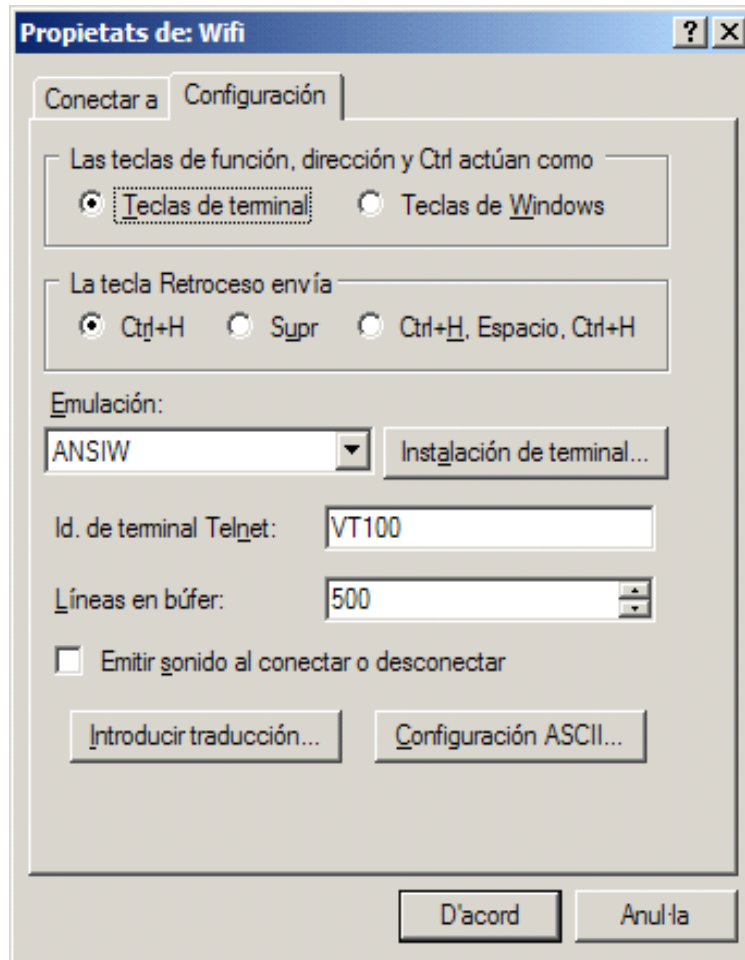 Propietats de: Wifi
Conectar a Configuración
Las teclas de función, dirección y Ctrl actúan como
Teclas de terminal Teclas de Windows
La tecla Retroceso envía
Ctrl+H Supr Ctrl+H, Espacio, Ctrl+H
Emulación:
ANSIW Instalación de terminal...
Id. de terminal Telnet: VT100
Líneas en búfer: 500
Emitir sonido al conectar o desconectar
Introducir traducción... Configuración ASCII...
D'acord Anul·la